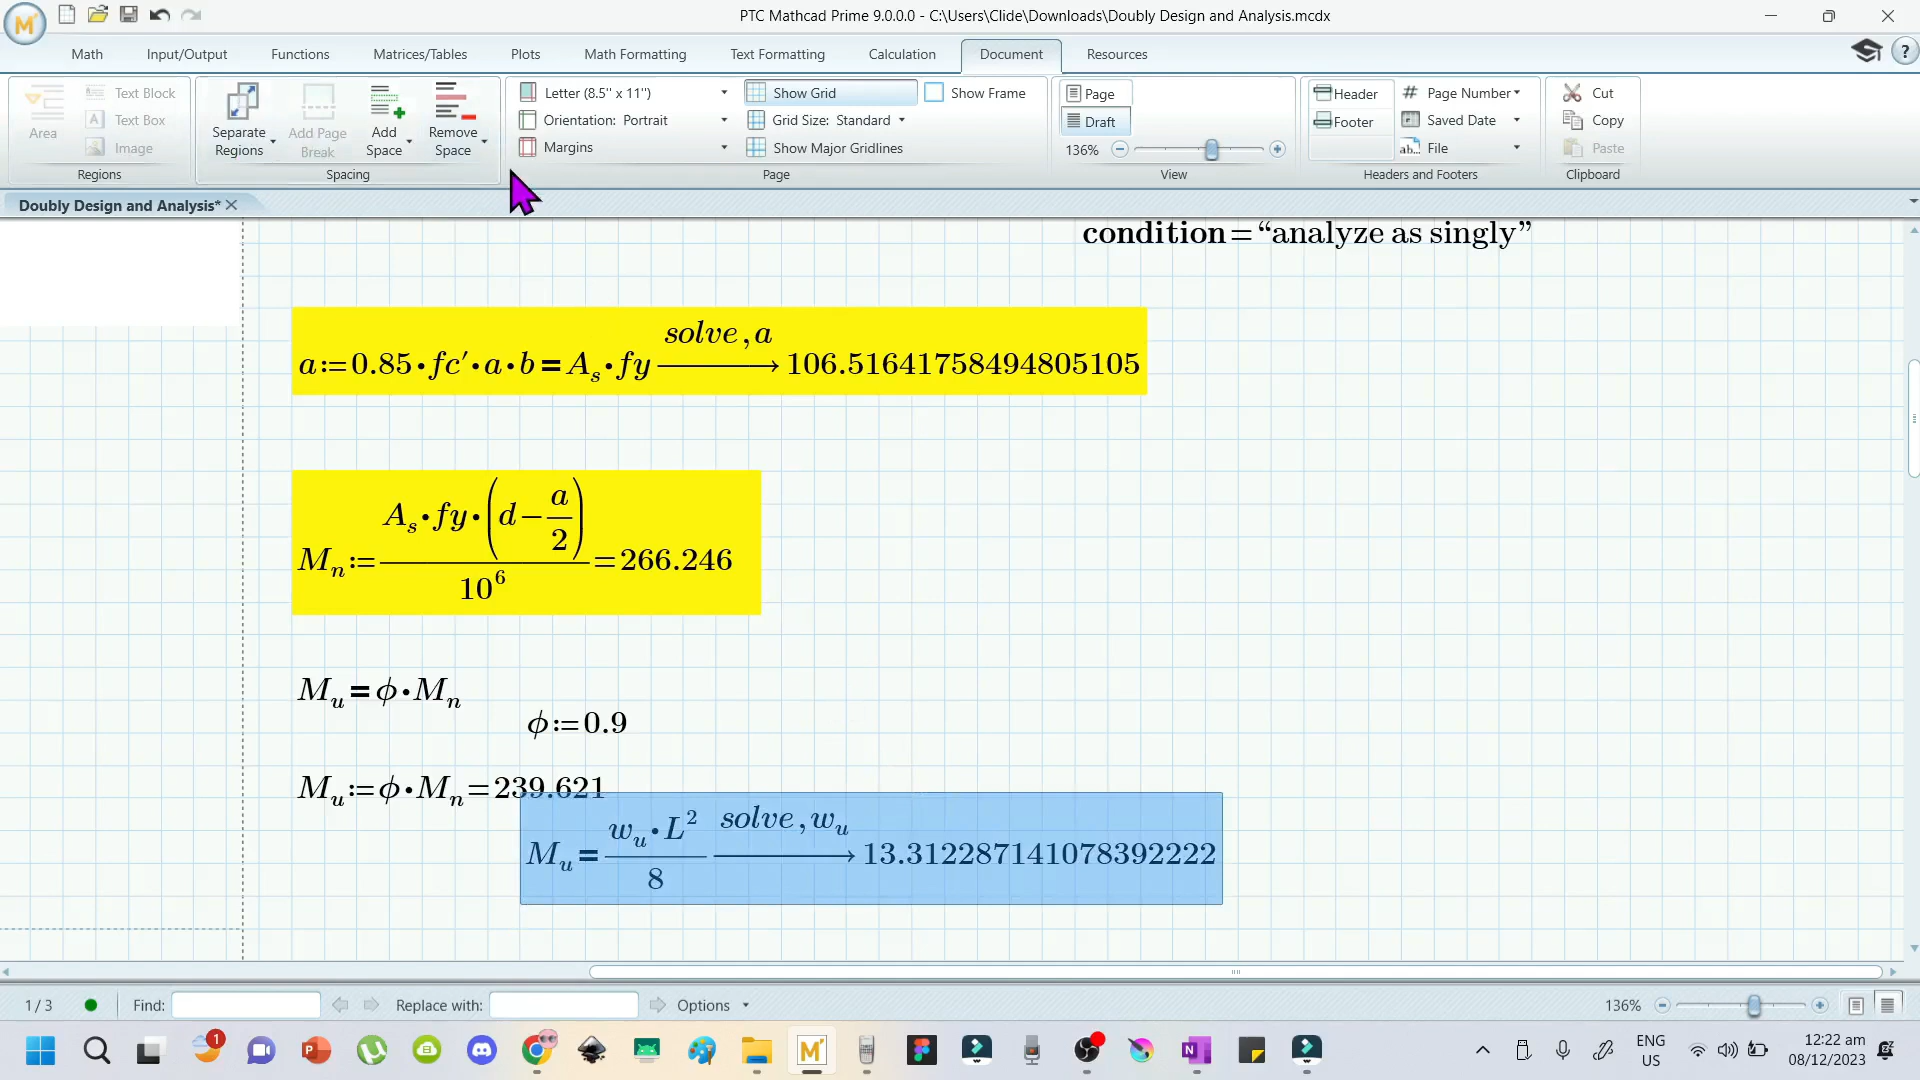 PTC Mathcad Prime 9.0.0.0 - C:\Users\Clide\Downloads\Doubly Design and Analysis.mcdx
Math Input/Output Functions Matrices/Tables Plots Math Formatting Text Formatting Calculation Document Resources
Area
Text Block
Text Box
Image
Regions
Separate Regions
Add Page Break
Add Space
Remove Space
Spacing
Letter (8.5" x 11")
Orientation: Portrait
Margins
Show Grid
Grid Size: Standard
Show Major Gridlines
Show Frame
Page
Page
Draft
136%
View
Header
Footer
# Page Number
Saved Date
ab File
Headers and Footers
Cut
Copy
Paste
Clipboard
Doubly Design and Analysis*
condition = “analyze as singly”
a := 0.85 • fc′ • a • b = A_s • fy solve, a → 106.51641758494805105
M_n := A_s • fy • (d − a/2) / 10^6 = 266.246
M_u = ϕ • M_n
ϕ := 0.9
M_u := ϕ • M_n = 239.621
M_u = w_u • L^2 / 8 solve, w_u → 13.312287141078392222
1 / 3 Find: Replace with: Options 136%
1
ENG
US
12:22 am
08/12/2023